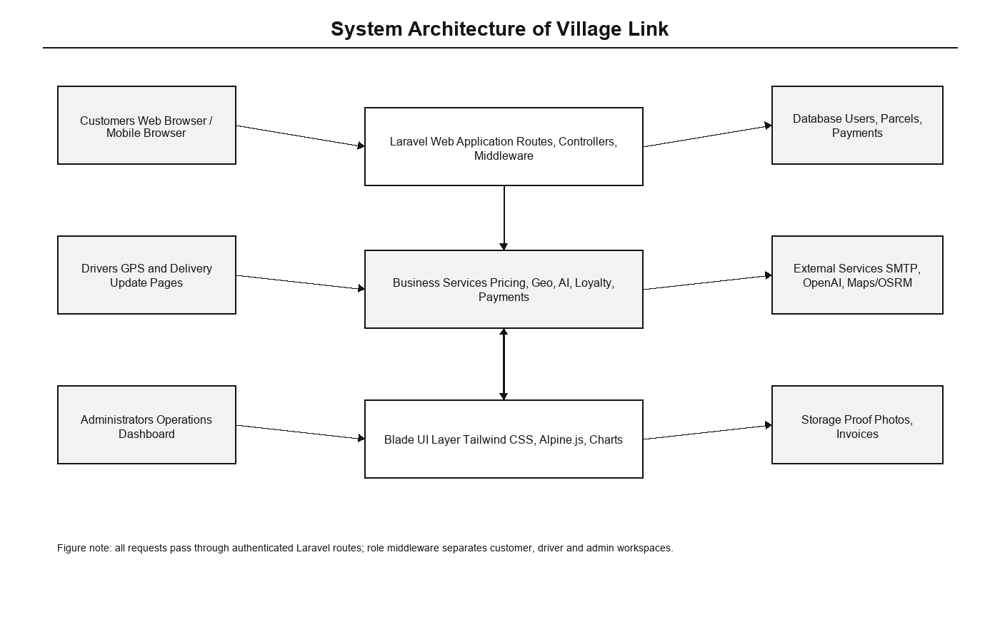 System Architecture of Village Link
Customers Web Browser /
Mobile Browser
Laravel Web Application Routes, Controllers,
Middleware
Database Users, Parcels,
Payments
Drivers GPS and Delivery
Update Pages
Business Services Pricing, Geo, AI, Loyalty,
Payments
External Services SMTP,
OpenAI, Maps/OSRM
Administrators Operations
Dashboard
Blade UI Layer Tailwind CSS, Alpine.js, Charts
Storage Proof Photos,
Invoices
Figure note: all requests pass through authenticated Laravel routes; role middleware separates customer, driver and admin workspaces.